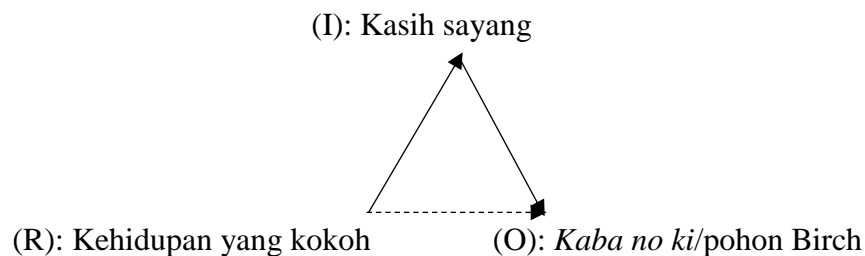 (I): Kasih sayang
(R): Kehidupan yang kokoh (O): Kaba no ki/pohon Birch